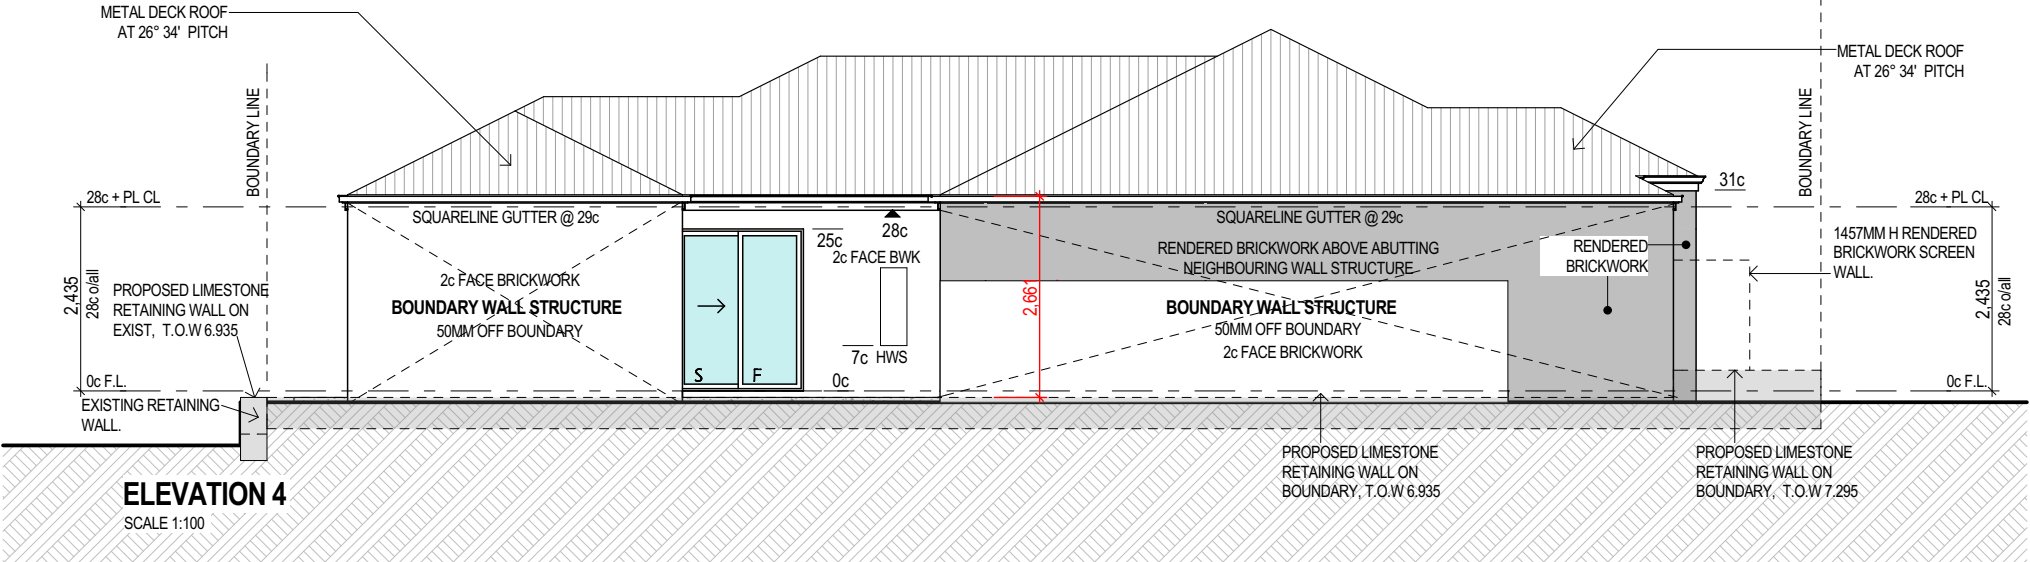 METAL DECK ROOF
AT 26° 34' PITCH
METAL DECK ROOF
AT 26° 34' PITCH
BOUNDARY LINE
BOUNDARY LINE
28c + PL CL
SQUARELINE GUTTER @ 29c
25c
28c
2c FACE BWK
SQUARELINE GUTTER @ 29c
RENDERED BRICKWORK ABOVE ABUTTING
NEIGHBOURING WALL STRUCTURE
RENDERED
BRICKWORK
31c
28c + PL CL
1457MM H RENDERED
BRICKWORK SCREEN
WALL.
2,435
28c o/all
PROPOSED LIMESTONE
RETAINING WALL ON
EXIST, T.O.W 6.935
2c FACE BRICKWORK
BOUNDARY WALL STRUCTURE
50MM OFF BOUNDARY
S
F
7c HWS
0c
2,661
BOUNDARY WALL STRUCTURE
50MM OFF BOUNDARY
2c FACE BRICKWORK
2,435
28c o/all
0c F.L.
0c F.L.
EXISTING RETAINING
WALL.
PROPOSED LIMESTONE
RETAINING WALL ON
BOUNDARY, T.O.W 6.935
PROPOSED LIMESTONE
RETAINING WALL ON
BOUNDARY, T.O.W 7.295
ELEVATION 4
SCALE 1:100